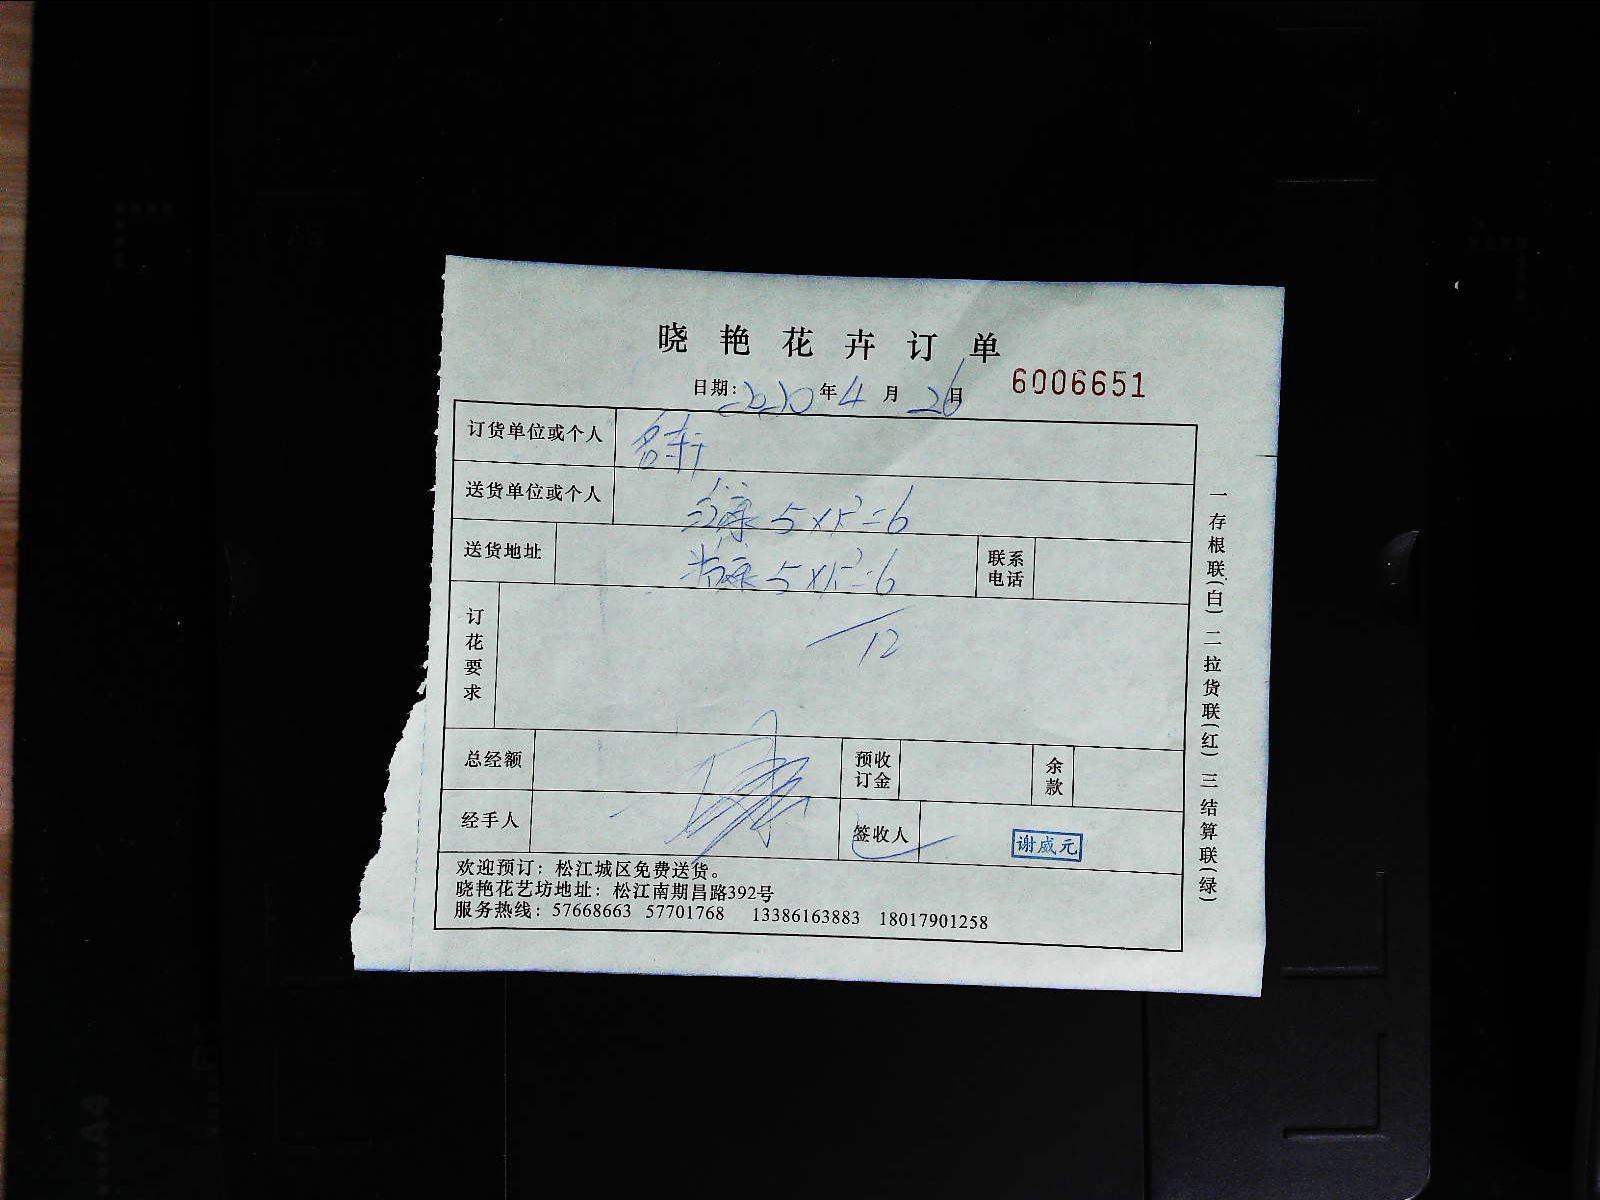 晓艳花卉订单
日期: 2020年4月26日 6006651
订货单位或个人 名轩
送货单位或个人 红康 5×1.2=6
送货地址 5×1.2=6 联系电话
订花要求 12
总经额 预收订金 余款
经手人 签收人 谢威元
欢迎预订：松江城区免费送货。
晓艳花艺坊地址：松江南期昌路392号
服务热线：57668663 57701768 13386163883 18017901258
一存根联(白) 二拉货联(红) 三结算联(绿)